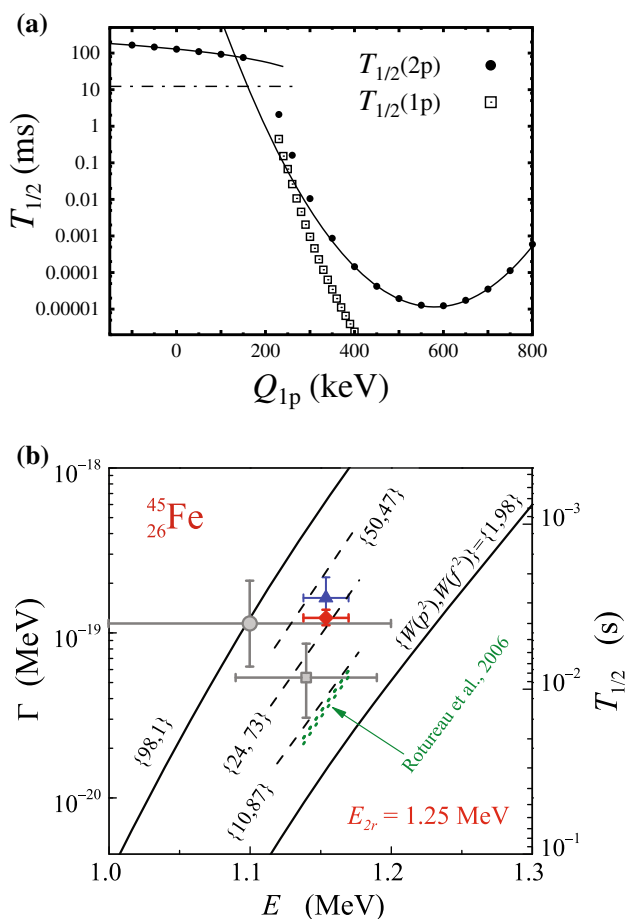 (a)
T1/2 (ms)
100
10
1
0.1
0.01
0.001
0.0001
0.00001
T1/2(2p)
T1/2(1p)
0
200
400
600
800
Q1p (keV)
(b)
10⁻¹⁸
10⁻¹⁹
10⁻²⁰
Γ (MeV)
⁴⁵₂₆Fe
{50,47}
{W(p²),W(f²)}={1,98}
{98,1}
{24,73}
{10,87}
Rotureau et al., 2006
E2r = 1.25 MeV
10⁻³
10⁻²
10⁻¹
T1/2 (s)
1.0
1.1
1.2
1.3
E (MeV)